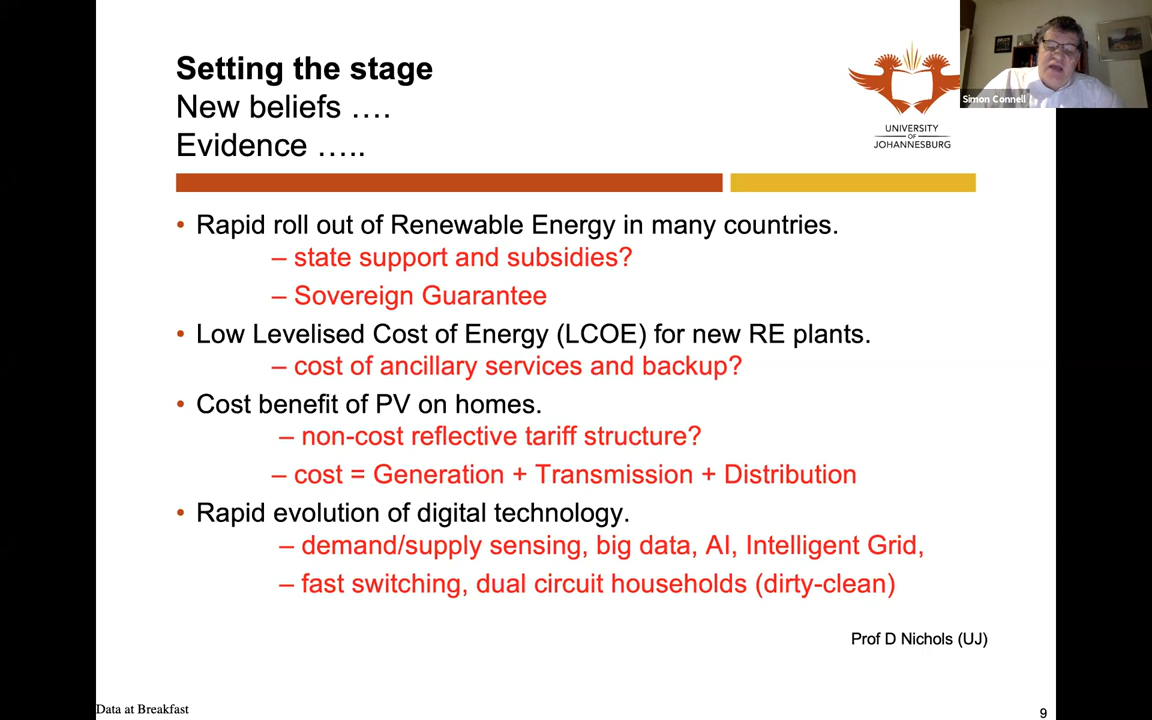 Setting the stage
New beliefs ….
Evidence …..
Simon Connell
UNIVERSITY
OF
JOHANNESBURG
• Rapid roll out of Renewable Energy in many countries.
– state support and subsidies?
– Sovereign Guarantee
• Low Levelised Cost of Energy (LCOE) for new RE plants.
– cost of ancillary services and backup?
• Cost benefit of PV on homes.
– non-cost reflective tariff structure?
– cost = Generation + Transmission + Distribution
• Rapid evolution of digital technology.
– demand/supply sensing, big data, AI, Intelligent Grid,
– fast switching, dual circuit households (dirty-clean)
Prof D Nichols (UJ)
Data at Breakfast
9